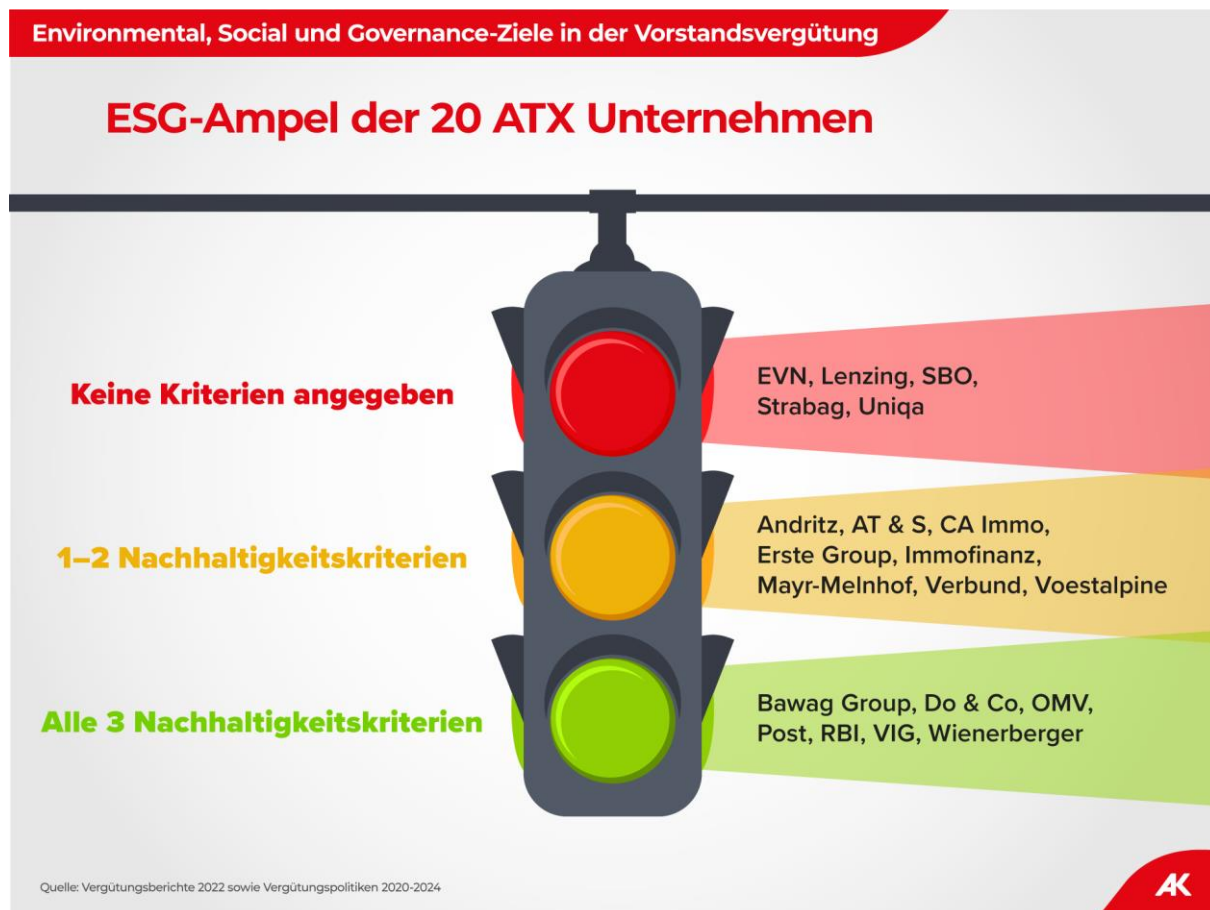 Environmental, Social und Governance-Ziele in der Vorstandsvergütung
ESG-Ampel der 20 ATX Unternehmen
Keine Kriterien angegeben
EVN, Lenzing, SBO,
Strabag, Uniqa
1–2 Nachhaltigkeitskriterien
Andritz, AT & S, CA Immo,
Erste Group, Immofinanz,
Mayr-Melnhof, Verbund, Voestalpine
Alle 3 Nachhaltigkeitskriterien
Bawag Group, Do & Co, OMV,
Post, RBI, VIG, Wienerberger
Quelle: Vergütungsberichte 2022 sowie Vergütungspolitiken 2020-2024
AK